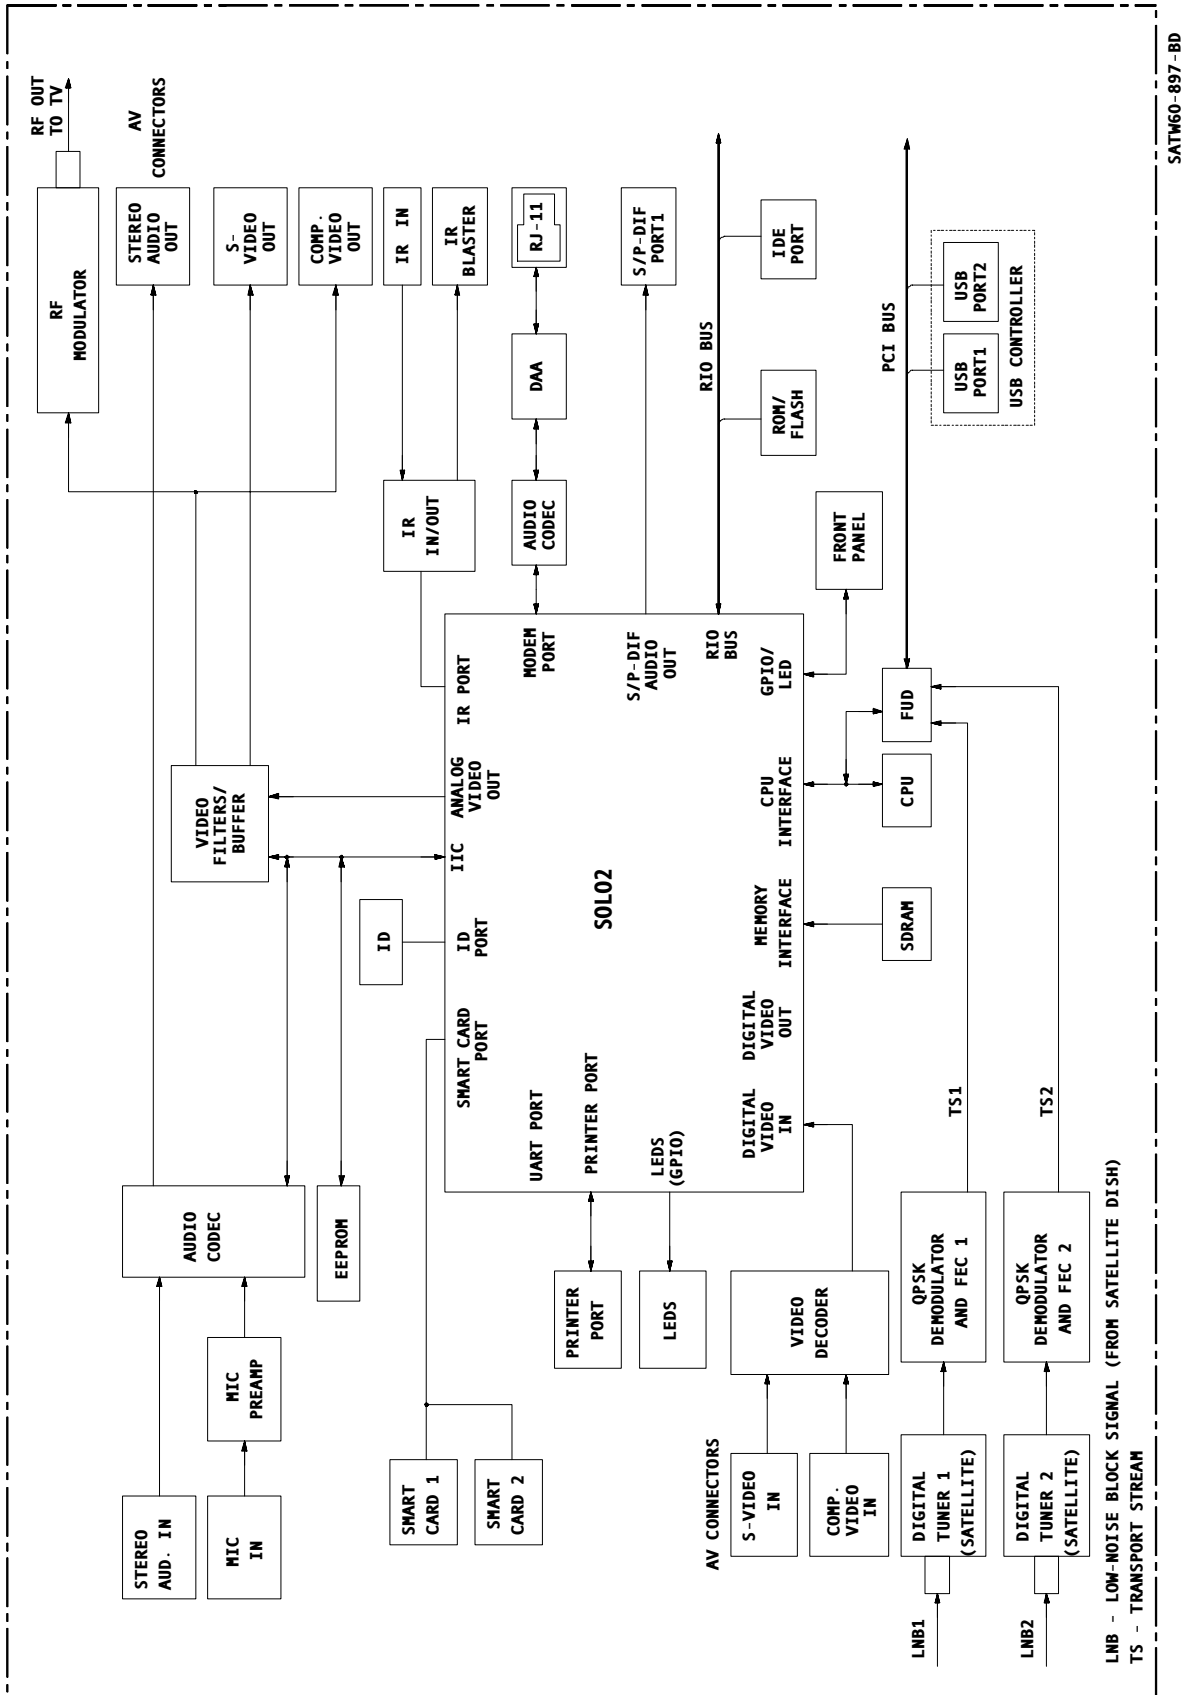 STEREO
AUD. IN
MIC
IN
MIC
PREAMP
AUDIO
CODEC
EEPROM
VIDEO
FILTERS/
BUFFER
RF
MODULATOR
RF OUT
TO TV
AV
CONNECTORS
STEREO
AUDIO
OUT
S-
VIDEO
OUT
COMP.
VIDEO
OUT
IR IN
IR
BLASTER
IR
IN/OUT
RJ-11
DAA
AUDIO
CODEC
S/P-DIF
PORT1
ID
SMART
CARD 1
SMART
CARD 2
SMART CARD
PORT
ID
PORT
IIC
ANALOG
VIDEO
OUT
IR PORT
MODEM
PORT
S/P-DIF
AUDIO
OUT
RIO
BUS
GPIO/
LED
SOLO2
UART PORT
PRINTER PORT
LEDS
(GPIO)
DIGITAL
VIDEO
IN
DIGITAL
VIDEO
OUT
MEMORY
INTERFACE
CPU
INTERFACE
PRINTER
PORT
LEDS
RIO BUS
ROM/
FLASH
IDE
PORT
FRONT
PANEL
AV CONNECTORS
S-VIDEO
IN
COMP.
VIDEO
IN
VIDEO
DECODER
SDRAM
CPU
FUD
PCI BUS
USB
PORT1
USB
PORT2
USB CONTROLLER
LNB1
DIGITAL
TUNER 1
(SATELLITE)
QPSK
DEMODULATOR
AND FEC 1
TS1
LNB2
DIGITAL
TUNER 2
(SATELLITE)
QPSK
DEMODULATOR
AND FEC 2
TS2
LNB - LOW-NOISE BLOCK SIGNAL (FROM SATELLITE DISH)
TS - TRANSPORT STREAM
SATW60-897-BD